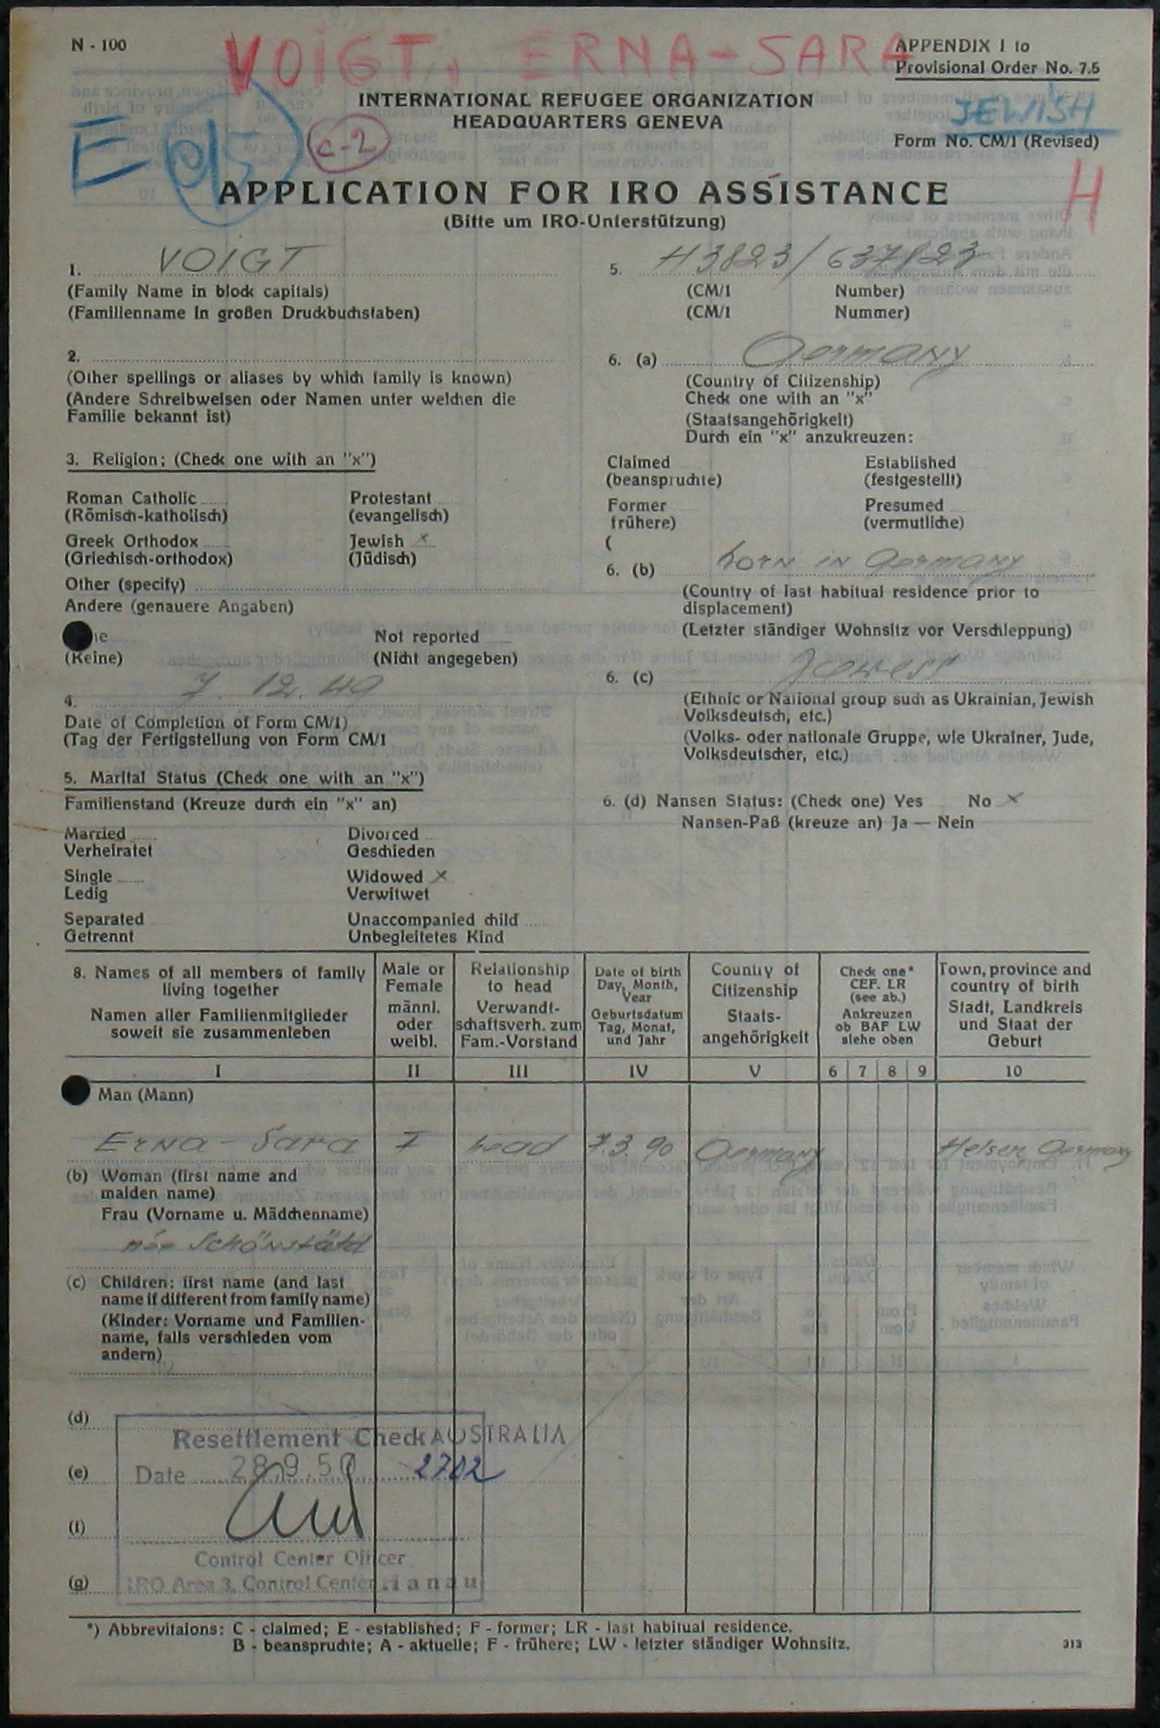 N - 100
VOIGT, ERNA-SARA
APPENDIX I to
Provisional Order No. 7.5
INTERNATIONAL REFUGEE ORGANIZATION
HEADQUARTERS GENEVA
JEWISH
Form No. CM/1 (Revised)
E
C-2
H
APPLICATION FOR IRO ASSISTANCE
(Bitte um IRO-Unterstützung)
1. VOIGT
(Family Name in block capitals)
(Familienname in großen Druckbuchstaben)
2.
(Other spellings or aliases by which family is known)
(Andere Schreibweisen oder Namen unter welchen die
Familie bekannt ist)
3. Religion; (Check one with an "x")
Roman Catholic Protestant
(Römisch-katholisch) (evangelisch)
Greek Orthodox Jewish x
(Griechisch-orthodox) (Jüdisch)
Other (specify)
Andere (genauere Angaben)
ne Not reported
(Keine) (Nicht angegeben)
4. 7. 12. 49
Date of Completion of Form CM/1)
(Tag der Fertigstellung von Form CM/1
5. Marital Status (Check one with an "x")
Familienstand (Kreuze durch ein "x" an)
Married Divorced
Verheiratet Geschieden
Single Widowed x
Ledig Verwitwet
Separated Unaccompanied child
Getrennt Unbegleitetes Kind
5. H3823/637823
(CM/1 Number)
(CM/1 Nummer)
6. (a) Germany
(Country of Citizenship)
Check one with an "x"
(Staatsangehörigkeit)
Durch ein "x" anzukreuzen:
Claimed Established
(beanspruchte) (festgestellt)
Former Presumed
frühere) (vermutliche)
(
6. (b) born in Germany
(Country of last habitual residence prior to
displacement)
(Letzter ständiger Wohnsitz vor Verschleppung)
6. (c) Jewess
(Ethnic or National group such as Ukrainian, Jewish
Volksdeutsch, etc.)
(Volks- oder nationale Gruppe, wie Ukrainer, Jude,
Volksdeutscher, etc.)
6. (d) Nansen Status: (Check one) Yes No x
Nansen-Paß (kreuze an) Ja — Nein
8. Names of all members of family
living together
Namen aller Familienmitglieder
soweit sie zusammenleben
Male or
Female
männl.
oder
weibl.
Relationship
to head
Verwandt-
schaftsverh. zum
Fam.-Vorstand
Date of birth
Day, Month,
Year
Geburtsdatum
Tag, Monat,
und Jahr
Country of
Citizenship
Staats-
angehörigkeit
Check one*
CEF. LR
(see ab.)
Ankreuzen
ob BAF LW
siehe oben
Town, province and
country of birth
Stadt, Landkreis
und Staat der
Geburt
I II III IV V 6 7 8 9 10
Man (Mann)
Erna - Sara F head 7.3.90 Germany Helsen Germany
(b) Woman (first name and
maiden name)
Frau (Vorname u. Mädchenname)
née Schönstädt
(c) Children: first name (and last
name if different from family name)
(Kinder: Vorname und Familien-
name, falls verschieden vom
andern)
(d)
Resettlement Check AUSTRALIA
(e) Date 28.9.50 2702
(f)
Control Center Officer
(g) IRO Area 3, Control Center Hanau
*) Abbrevitaions: C - claimed; E - established; F - former; LR - last habitual residence.
B - beanspruchte; A - aktuelle; F - frühere; LW - letzter ständiger Wohnsitz.
313